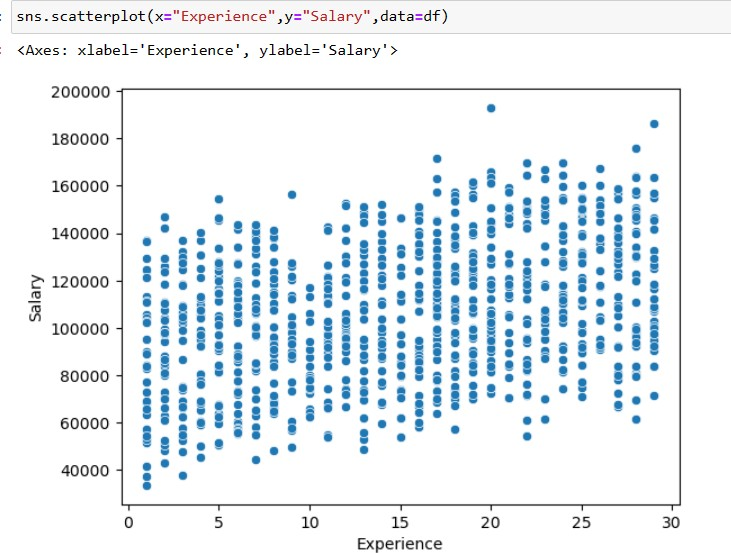 sns.scatterplot(x="Experience",y="Salary",data=df)
<Axes: xlabel='Experience', ylabel='Salary'>
200000
180000
160000
140000
120000
100000
80000
60000
40000
Salary
0 5 10 15 20 25 30
Experience